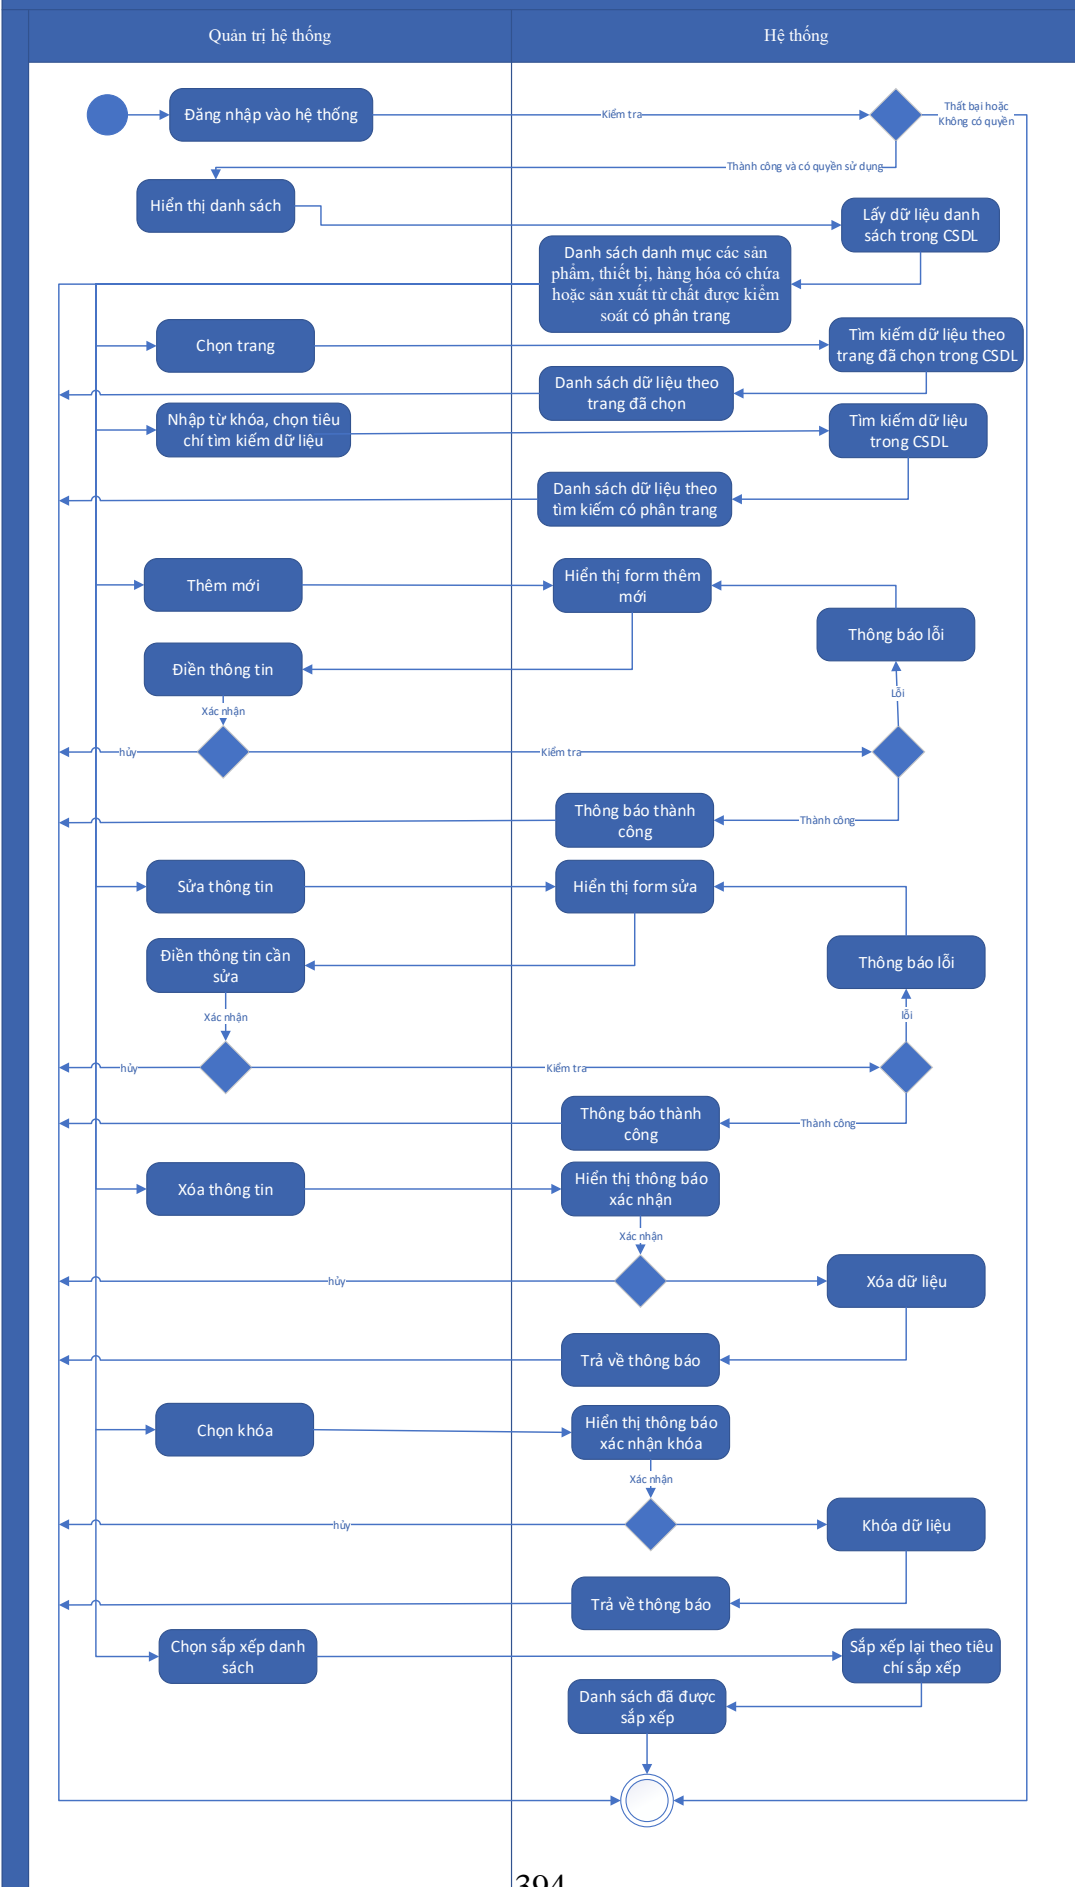 Quản trị hệ thống
Hệ thống
Đăng nhập vào hệ thống
Kiểm tra
Thất bại hoặc
Không có quyền
Thành công và có quyền sử dụng
Hiển thị danh sách
Lấy dữ liệu danh
sách trong CSDL
Danh sách danh mục các sản
phẩm, thiết bị, hàng hóa có chứa
hoặc sản xuất từ chất được kiểm
soát có phân trang
Chọn trang
Tìm kiếm dữ liệu theo
trang đã chọn trong CSDL
Danh sách dữ liệu theo
trang đã chọn
Nhập từ khóa, chọn tiêu
chí tìm kiếm dữ liệu
Tìm kiếm dữ liệu
trong CSDL
Danh sách dữ liệu theo
tìm kiếm có phân trang
Thêm mới
Hiển thị form thêm
mới
Thông báo lỗi
Điền thông tin
Lỗi
Xác nhận
hủy
Kiểm tra
Thông báo thành
công
Thành công
Sửa thông tin
Hiển thị form sửa
Điền thông tin cần
sửa
Thông báo lỗi
Xác nhận
lỗi
hủy
Kiểm tra
Thông báo thành
công
Thành công
Xóa thông tin
Hiển thị thông báo
xác nhận
Xác nhận
hủy
Xóa dữ liệu
Trả về thông báo
Chọn khóa
Hiển thị thông báo
xác nhận khóa
Xác nhận
hủy
Khóa dữ liệu
Trả về thông báo
Chọn sắp xếp danh
sách
Sắp xếp lại theo tiêu
chí sắp xếp
Danh sách đã được
sắp xếp
394